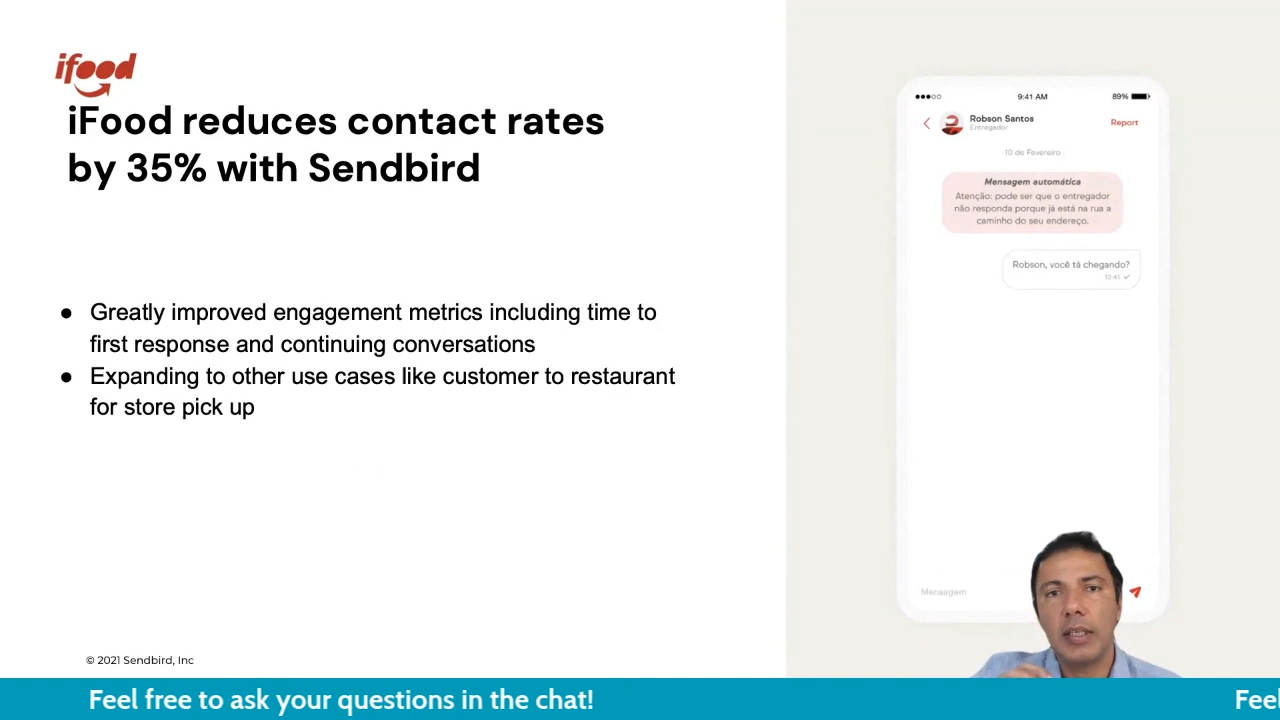 ifood
iFood reduces contact rates
by 35% with Sendbird
● Greatly improved engagement metrics including time to
first response and continuing conversations
● Expanding to other use cases like customer to restaurant
for store pick up
© 2021 Sendbird, Inc
9:41 AM
89%
Robson Santos
Entregador
Report
10 de Fevereiro
Mensagem automática
Atenção: pode ser que o entregador
não responda porque já está na rua a
caminho do seu endereço.
Robson, você tá chegando?
12:41
Mensagem
Feel free to ask your questions in the chat!
Feel